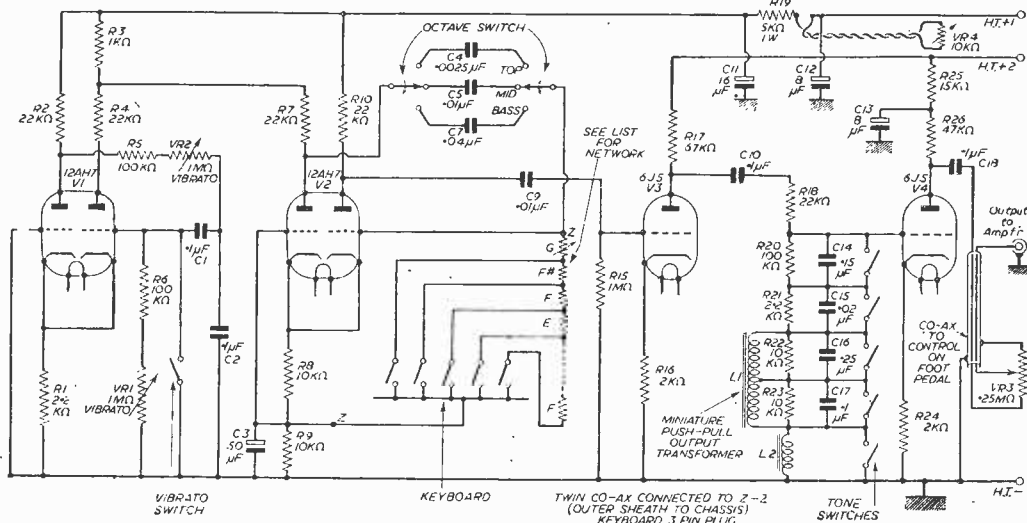 R19
5KΩ
1W
H.T.+1
VR4
10KΩ
H.T.+2
R3
1KΩ
OCTAVE SWITCH
C4
·0025µF
TOP
C5
·01µF
MID
C7
·04µF
BASS
R2
22KΩ
R4
22KΩ
R7
22KΩ
R10
22
KΩ
C11
16
µF
C12
8
µF
R25
15KΩ
C13
8
µF
R26
47KΩ
R5
100KΩ
VR2
1MΩ
VIBRATO
SEE LIST
FOR
NETWORK
R17
67KΩ
C10
·1µF
·1µF
C18
12AH7
V1
12AH7
V2
6J5
V3
6J5
V4
C9
·01µF
R18
22KΩ
Output
to
Amplr.
·1µF
C1
R6
100
KΩ
Z
G
F#
F
E
F
R15
1MΩ
R20
100
KΩ
C14
·15
µF
R21
2·2
KΩ
C15
·02
µF
·1µF
C2
R22
10
KΩ
C16
·25
µF
CO-AX
TO
CONTROL
ON
FOOT
PEDAL
R1
2·2
KΩ
VR1
1MΩ
VIBRATO
R8
10KΩ
R16
2KΩ
L1
R23
10
KΩ
C17
·1
µF
VR3
·25MΩ
C3
50
µF
R9
10KΩ
Z
MINIATURE
PUSH-PULL
OUTPUT
TRANSFORMER
L2
R24
2KΩ
H.T.-
VIBRATO
SWITCH
KEYBOARD
TWIN CO-AX CONNECTED TO Z-Z
(OUTER SHEATH TO CHASSIS)
KEYBOARD 3 PIN PLUG
TONE
SWITCHES